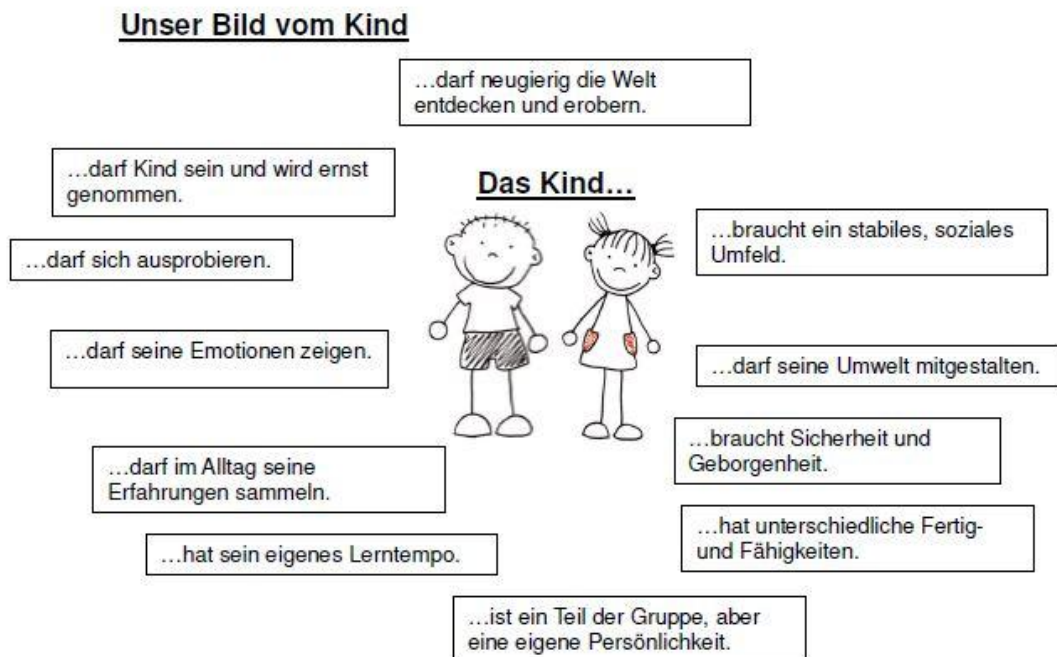 Unser Bild vom Kind
…darf neugierig die Welt
entdecken und erobern.
…darf Kind sein und wird ernst
genommen.
Das Kind…
…braucht ein stabiles, soziales
Umfeld.
…darf sich ausprobieren.
…darf seine Emotionen zeigen.
…darf seine Umwelt mitgestalten.
…braucht Sicherheit und
Geborgenheit.
…darf im Alltag seine
Erfahrungen sammeln.
…hat unterschiedliche Fertig-
und Fähigkeiten.
…hat sein eigenes Lerntempo.
…ist ein Teil der Gruppe, aber
eine eigene Persönlichkeit.